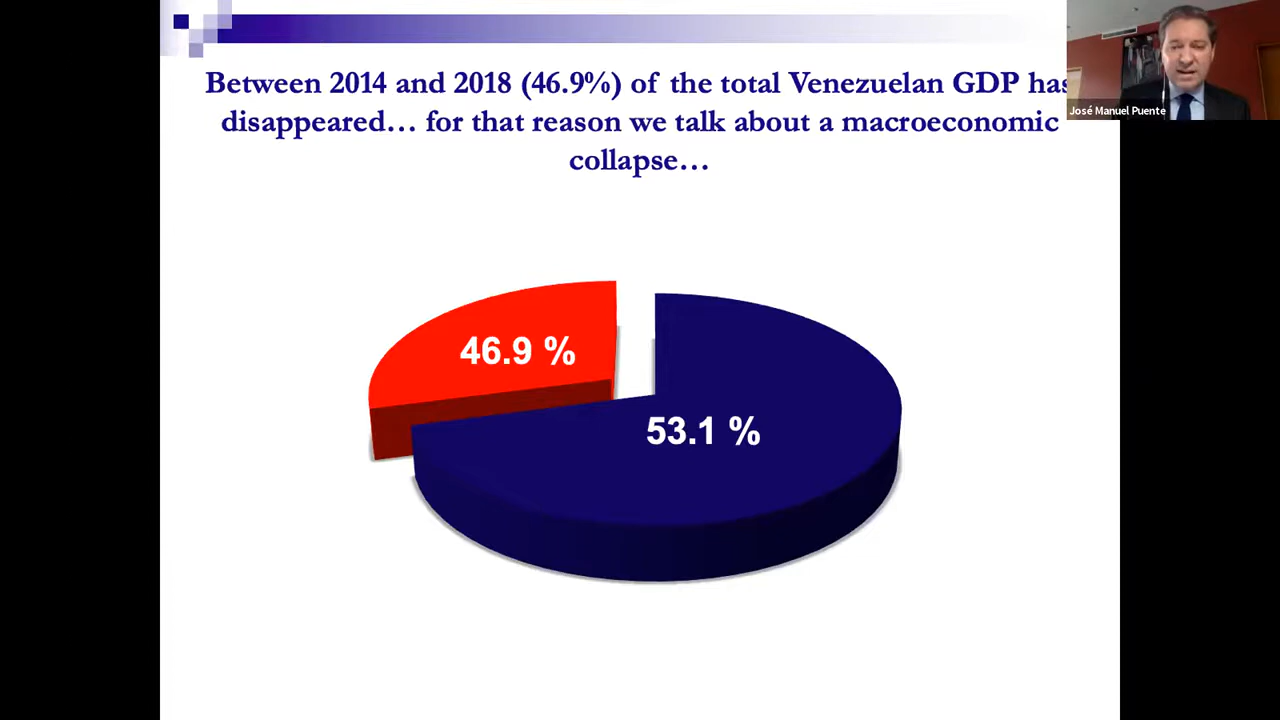 Between 2014 and 2018 (46.9%) of the total Venezuelan GDP has
disappeared… for that reason we talk about a macroeconomic
collapse…
José Manuel Puente
46.9 %
53.1 %